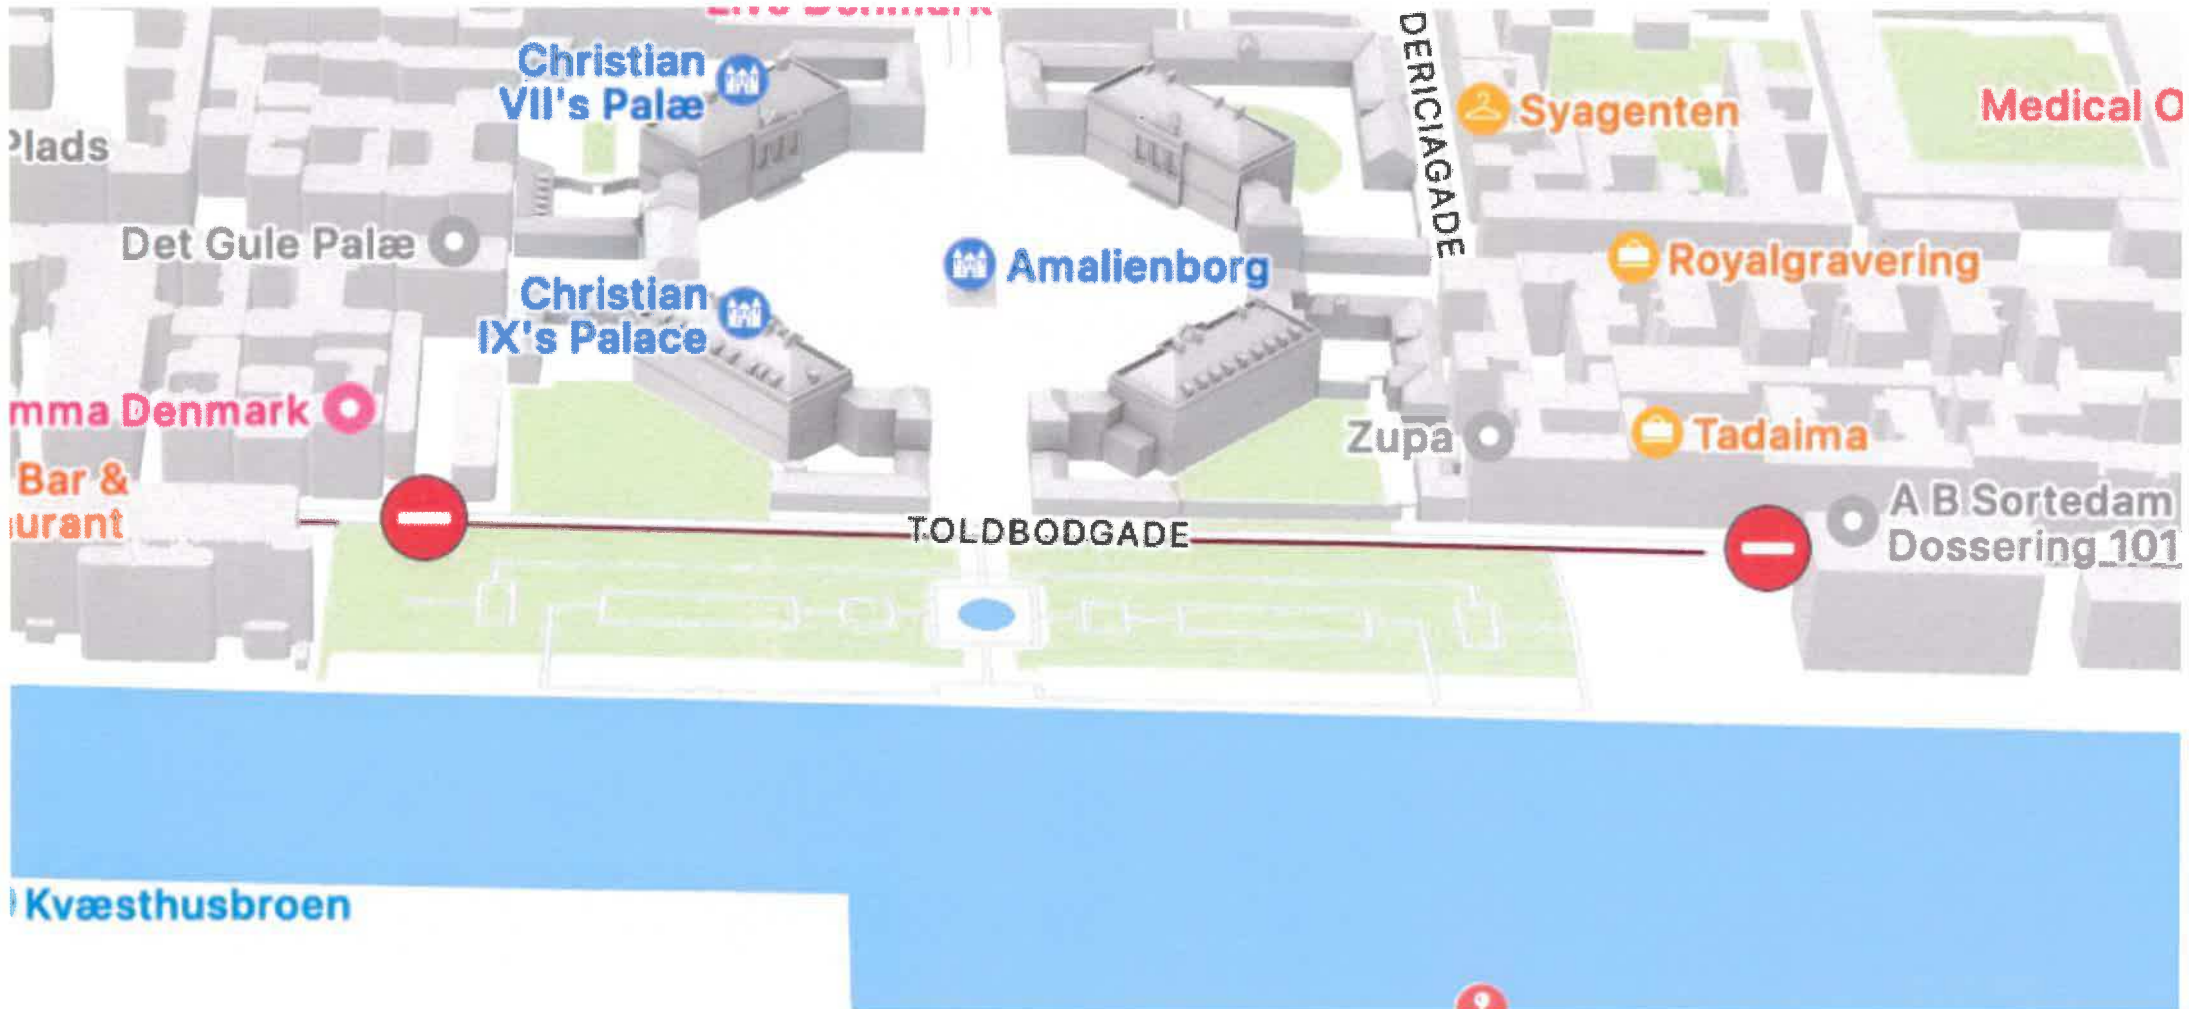 Christian
VII's Palæ
DERICIAGADE
Syagenten
Medical O
Plads
Det Gule Palæ
Amalienborg
Royalgravering
Christian
IX's Palace
mma Denmark
Zupa
Tadaima
Bar &
urant
TOLDBODGADE
A B Sortedam
Dossering 101
Kvæsthusbroen